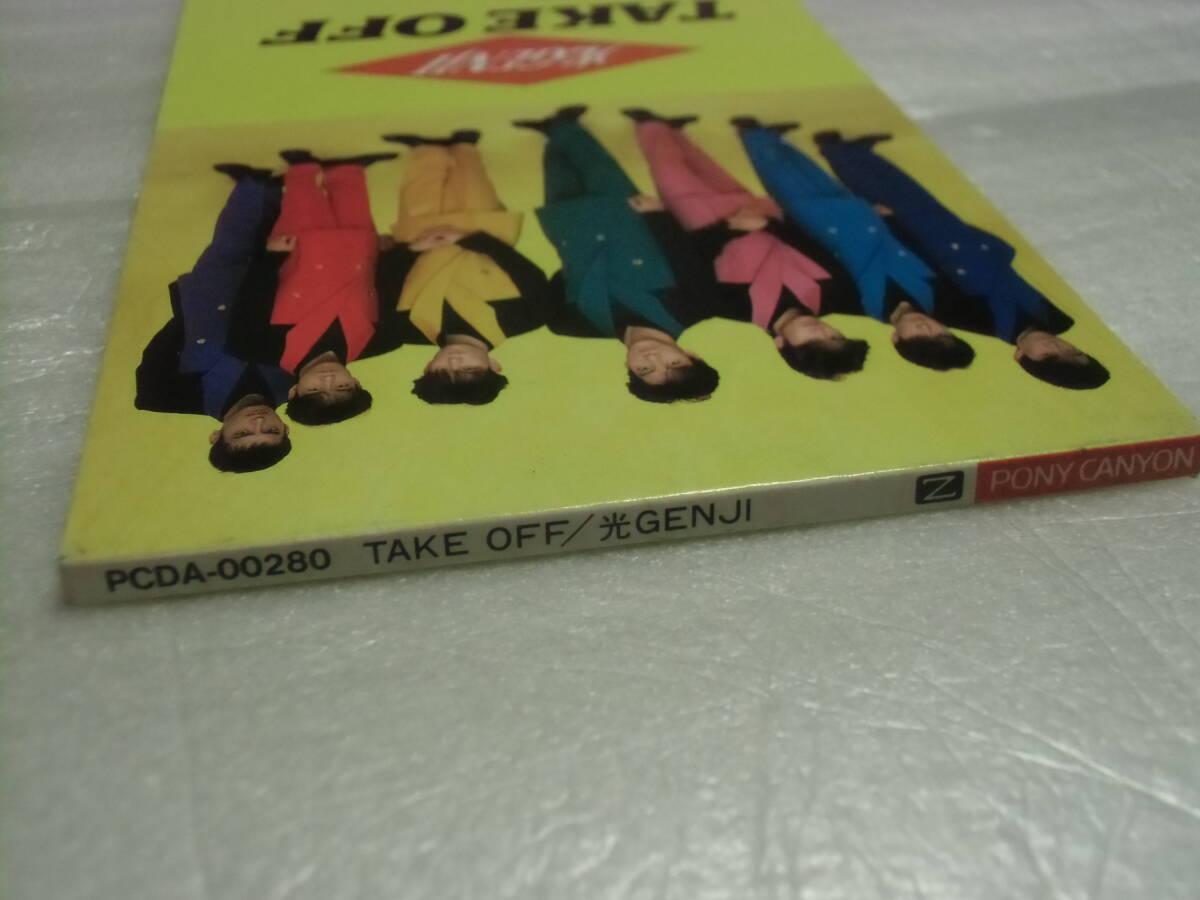 TAKE OFF
光GENJI
PCDA-00280 TAKE OFF/光GENJI
Z
PONY CANYON